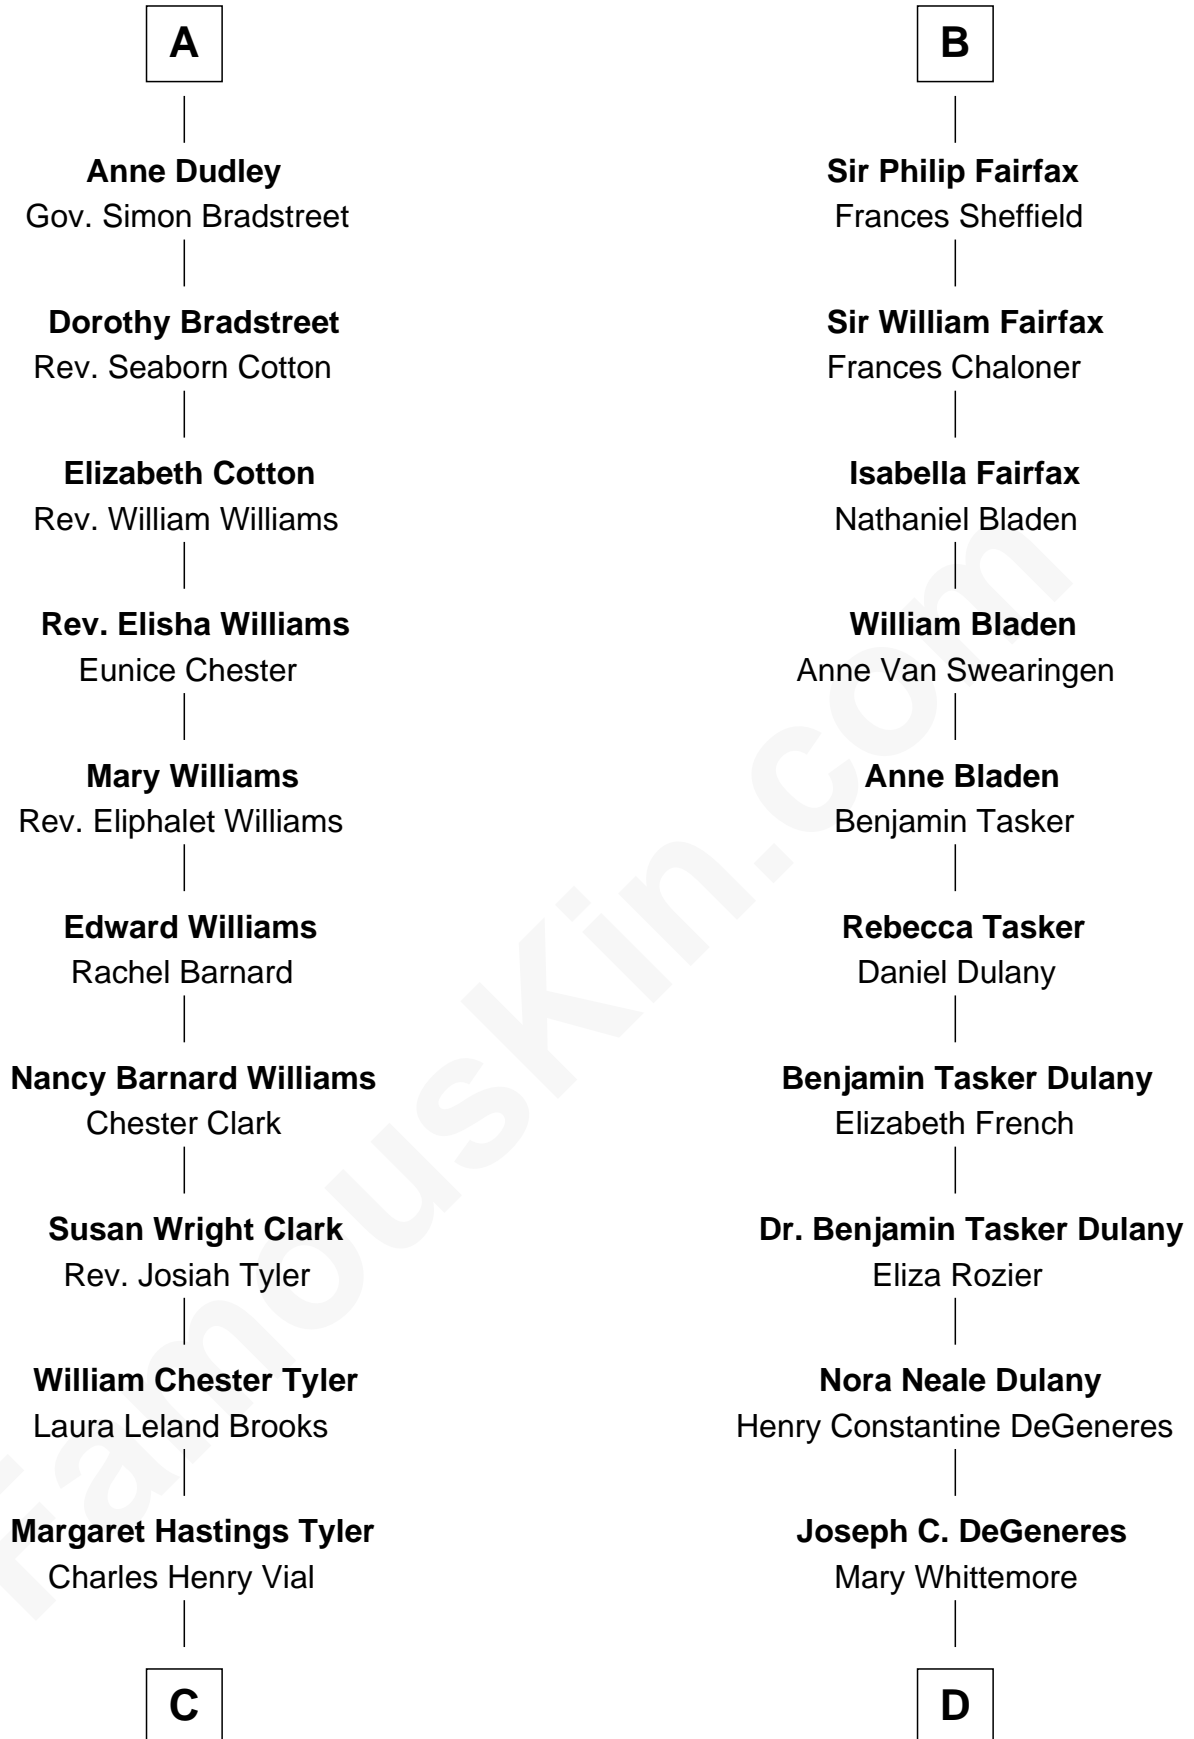 A
Anne Dudley
Gov. Simon Bradstreet
Dorothy Bradstreet
Rev. Seaborn Cotton
Elizabeth Cotton
Rev. William Williams
Rev. Elisha Williams
Eunice Chester
Mary Williams
Rev. Eliphalet Williams
Edward Williams
Rachel Barnard
Nancy Barnard Williams
Chester Clark
Susan Wright Clark
Rev. Josiah Tyler
William Chester Tyler
Laura Leland Brooks
Margaret Hastings Tyler
Charles Henry Vial
C
B
Sir Philip Fairfax
Frances Sheffield
Sir William Fairfax
Frances Chaloner
Isabella Fairfax
Nathaniel Bladen
William Bladen
Anne Van Swearingen
Anne Bladen
Benjamin Tasker
Rebecca Tasker
Daniel Dulany
Benjamin Tasker Dulany
Elizabeth French
Dr. Benjamin Tasker Dulany
Eliza Rozier
Nora Neale Dulany
Henry Constantine DeGeneres
Joseph C. DeGeneres
Mary Whittemore
D
FamousKin.com